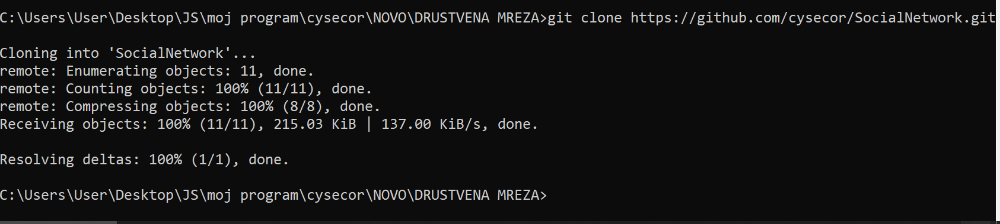 C:\Users\User\Desktop\JS\moj program\cysecor\NOVO\DRUSTVENA MREZA>git clone https://github.com/cysecor/SocialNetwork.git
Cloning into 'SocialNetwork'...
remote: Enumerating objects: 11, done.
remote: Counting objects: 100% (11/11), done.
remote: Compressing objects: 100% (8/8), done.
Receiving objects: 100% (11/11), 215.03 KiB | 137.00 KiB/s, done.
Resolving deltas: 100% (1/1), done.
C:\Users\User\Desktop\JS\moj program\cysecor\NOVO\DRUSTVENA MREZA>